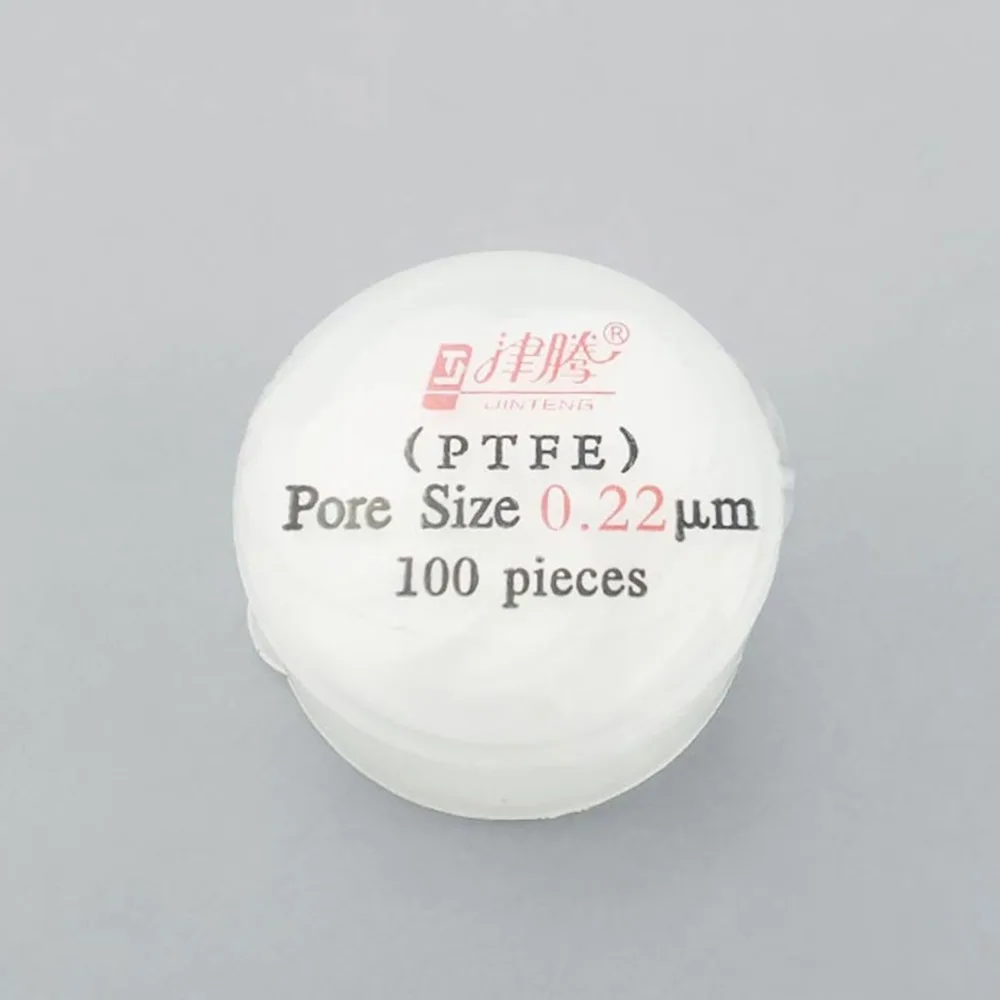 津腾®
JINTENG
(PTFE)
Pore Size 0.22μm
100 pieces